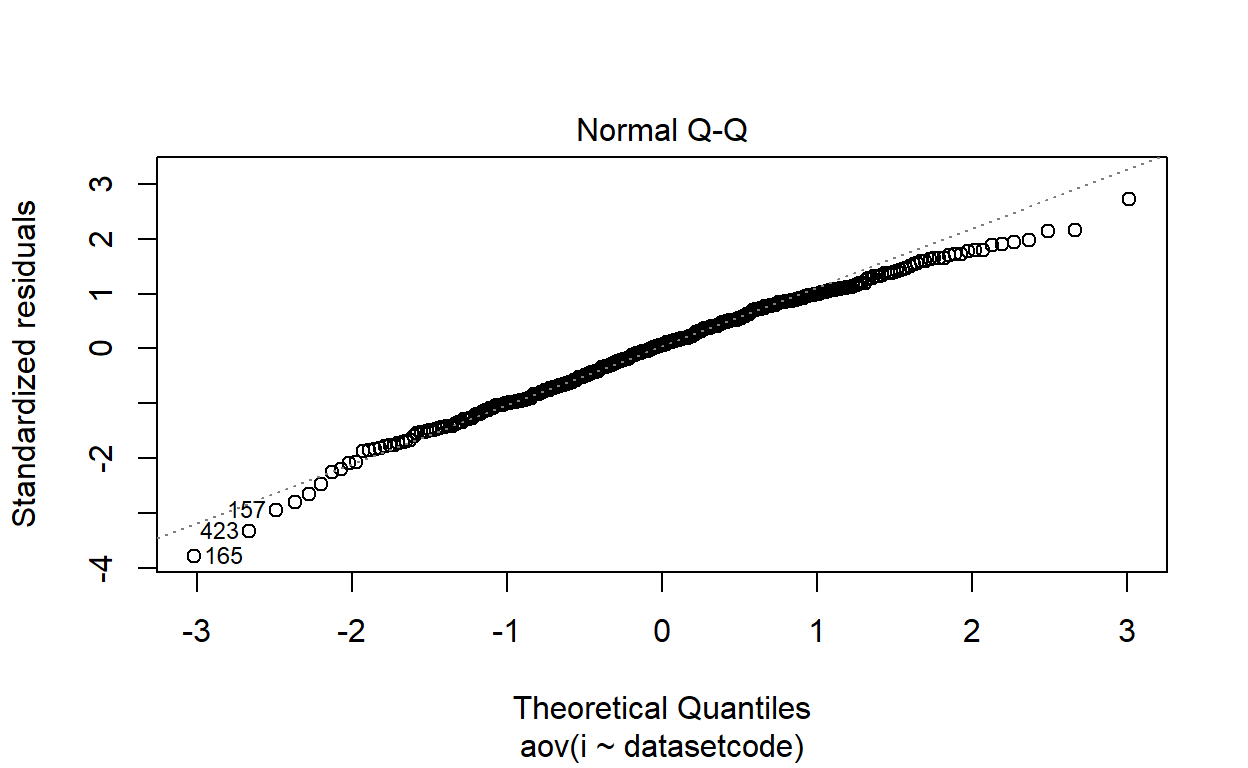 Normal Q-Q
Standardized residuals
3
2
1
0
-2
-4
157
423
165
-3 -2 -1 0 1 2 3
Theoretical Quantiles
aov(i ~ datasetcode)